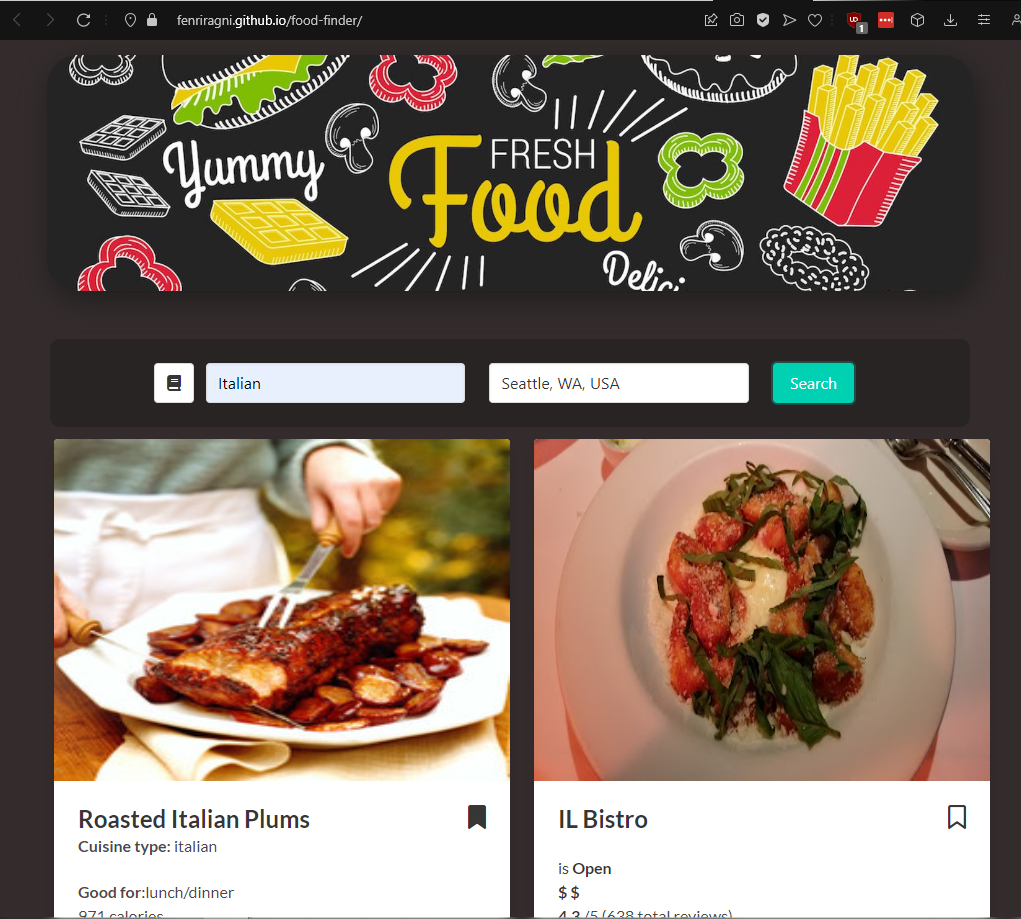 fenriragni.github.io/food-finder/
1
Yummy
FRESH
Food
Delici
Italian
Seattle, WA, USA
Search
Roasted Italian Plums
Cuisine type: italian
Good for:lunch/dinner
971 calories
IL Bistro
is Open
$ $
4.3 /5 (638 total reviews)